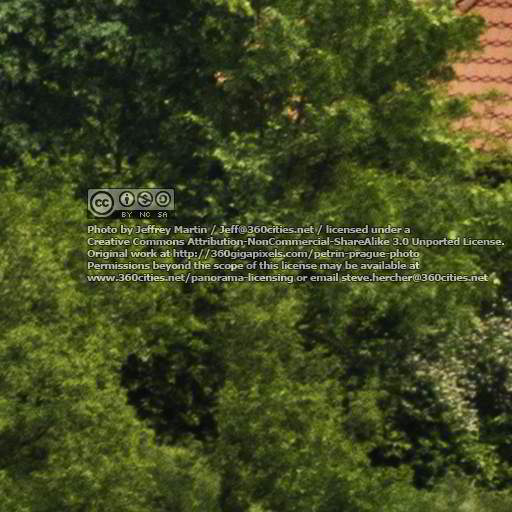 cc
BY NC SA
Photo by Jeffrey Martin / Jeff@360cities.net / licensed under a
Creative Commons Attribution-NonCommercial-ShareAlike 3.0 Unported License.
Original work at http://360gigapixels.com/petrin-prague-photo
Permissions beyond the scope of this license may be available at
www.360cities.net/panorama-licensing or email steve.hercher@360cities.net